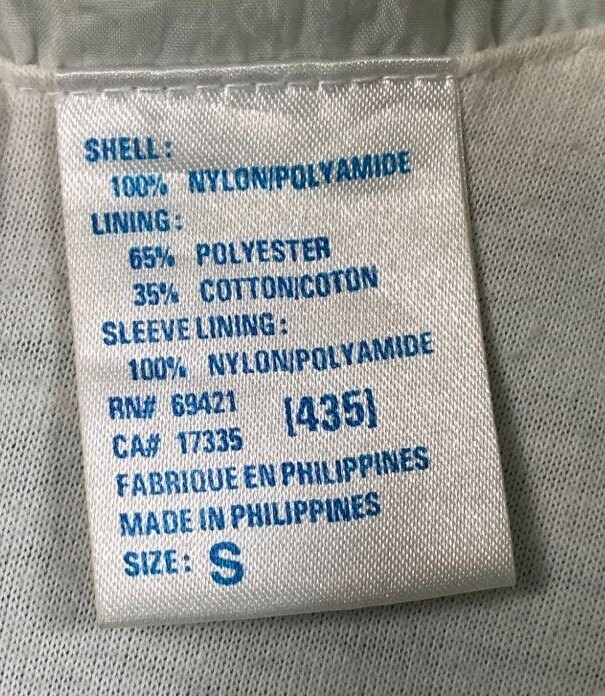 SHELL:
100% NYLON/POLYAMIDE
LINING:
65% POLYESTER
35% COTTON/COTON
SLEEVE LINING:
100% NYLON/POLYAMIDE
RN# 69421
CA# 17335 [435]
FABRIQUE EN PHILIPPINES
MADE IN PHILIPPINES
SIZE: S